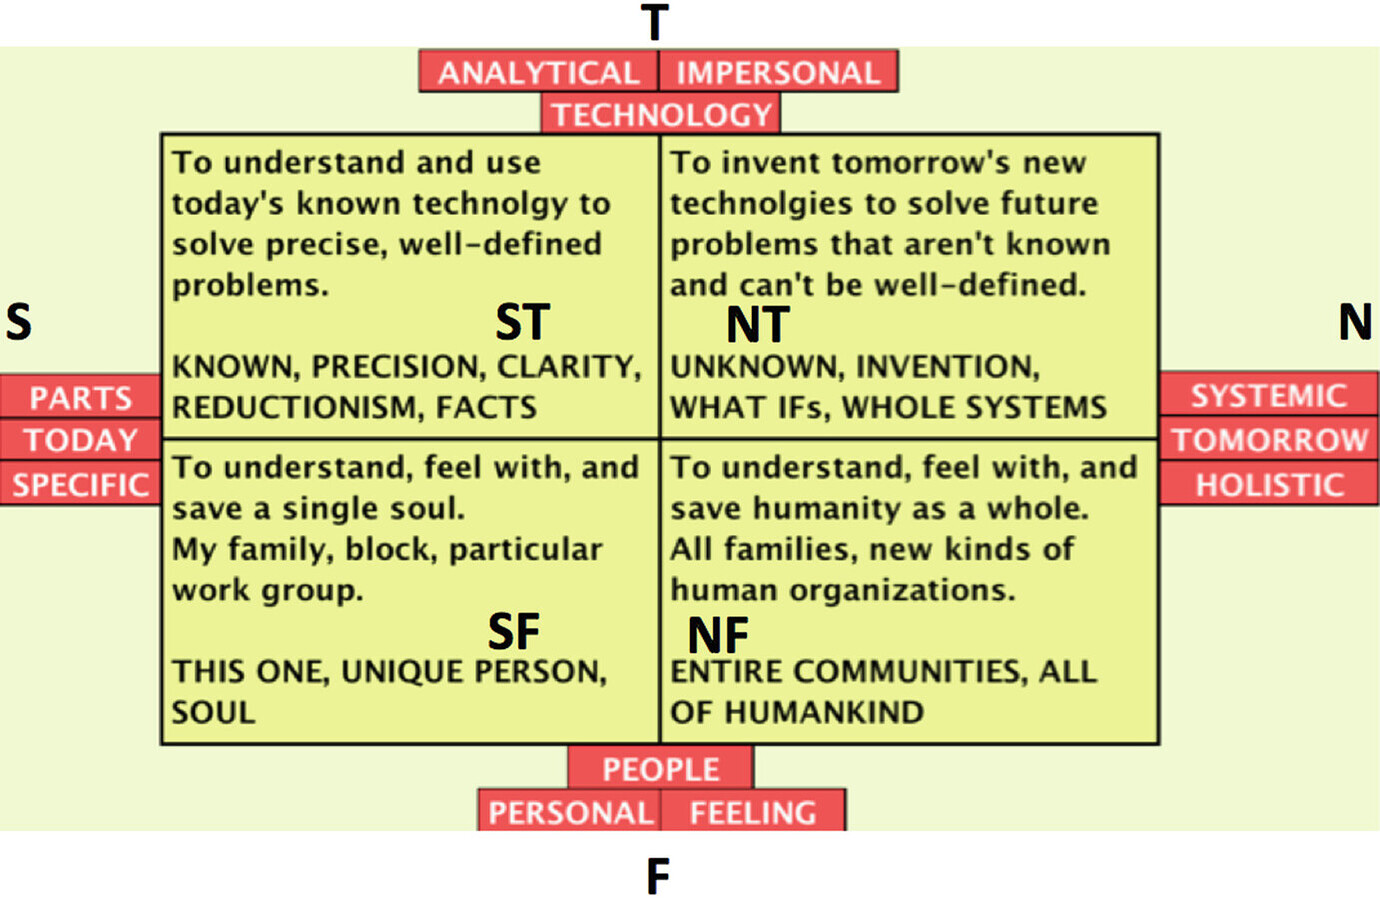 T
ANALYTICAL IMPERSONAL
TECHNOLOGY
To understand and use
today's known technolgy to
solve precise, well-defined
problems.
ST
KNOWN, PRECISION, CLARITY,
REDUCTIONISM, FACTS
To invent tomorrow's new
technolgies to solve future
problems that aren't known
and can't be well-defined.
NT
UNKNOWN, INVENTION,
WHAT IFs, WHOLE SYSTEMS
S
PARTS
TODAY
SPECIFIC
N
SYSTEMIC
TOMORROW
HOLISTIC
To understand, feel with, and
save a single soul.
My family, block, particular
work group.
SF
THIS ONE, UNIQUE PERSON,
SOUL
To understand, feel with, and
save humanity as a whole.
All families, new kinds of
human organizations.
NF
ENTIRE COMMUNITIES, ALL
OF HUMANKIND
PEOPLE
PERSONAL FEELING
F